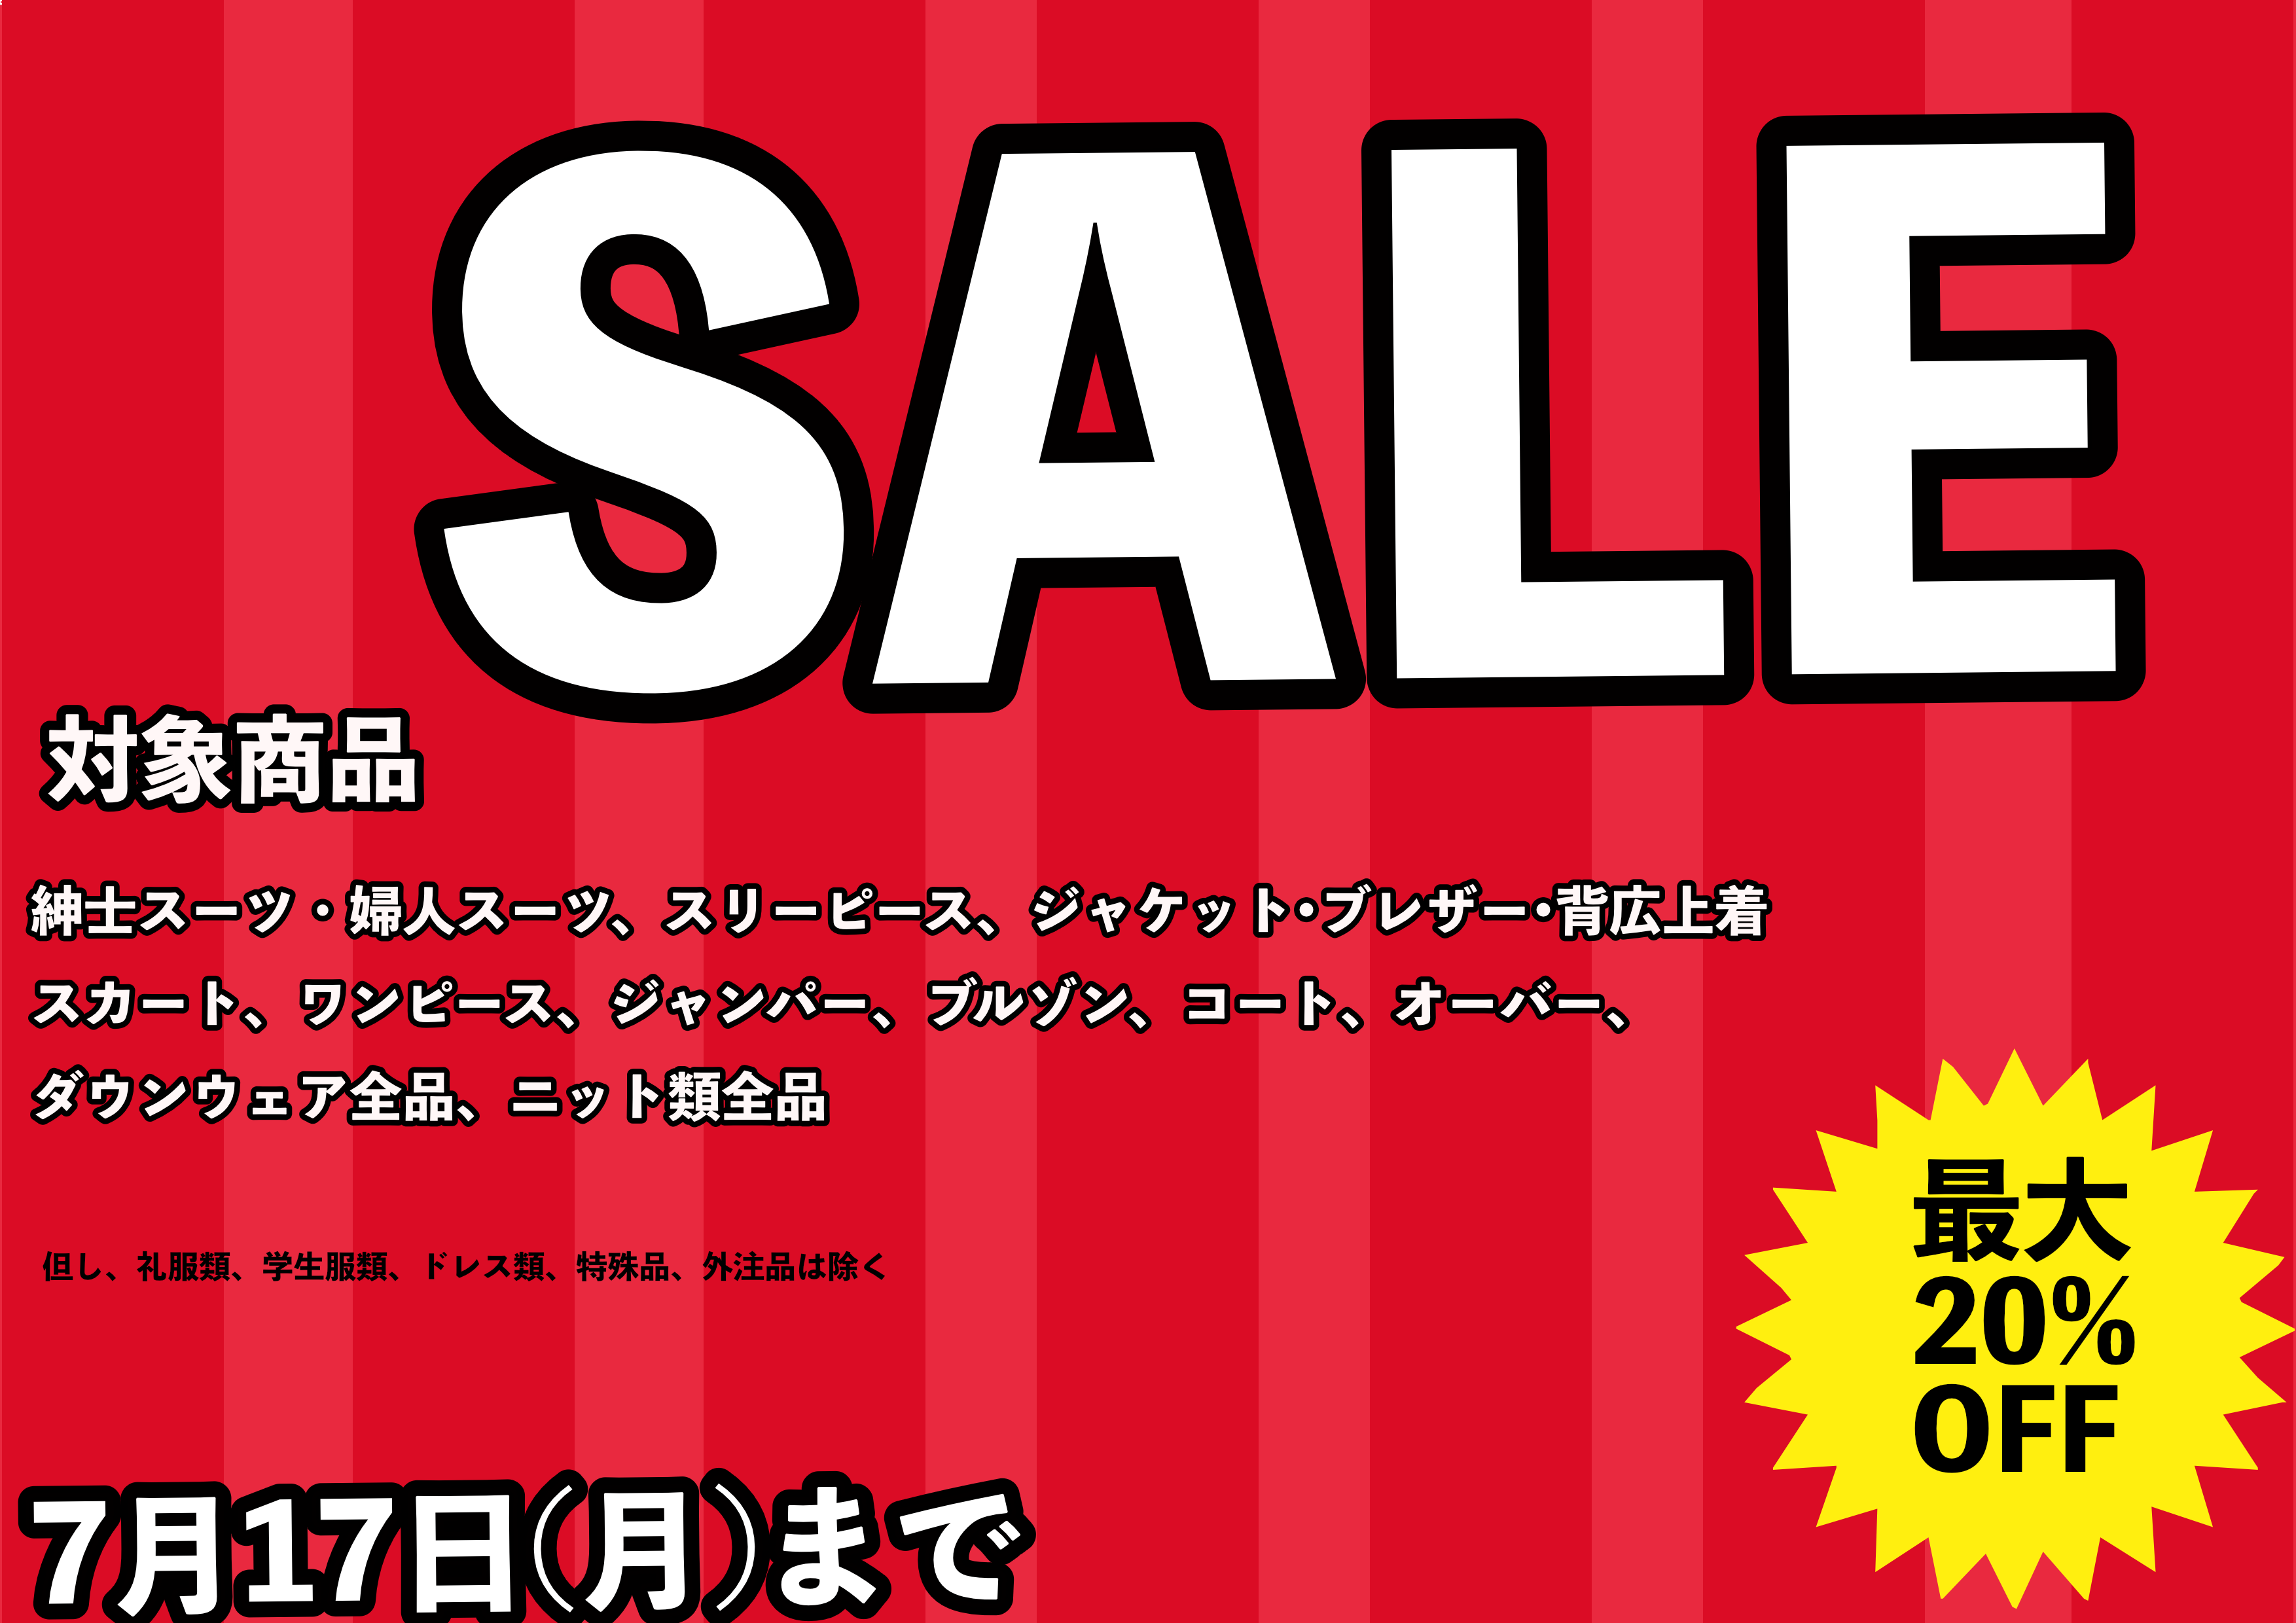 SALE
対象商品
紳士スーツ・婦人スーツ、スリーピース、ジャケット・ブレザー・背広上着
スカート、ワンピース、ジャンパー、ブルゾン、コート、オーバー、
ダウンウェア全品、ニット類全品
但し、礼服類、学生服類、ドレス類、特殊品、外注品は除く
最大
20%
OFF
7月17日(月)まで